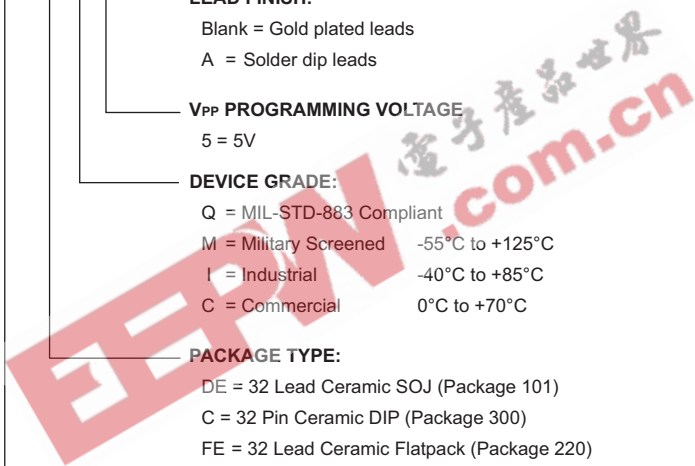 LEAD FINISH:
Blank = Gold plated leads
A = Solder dip leads
VPP PROGRAMMING VOLTAGE
5 = 5V
DEVICE GRADE:
Q = MIL-STD-883 Compliant
M = Military Screened -55°C to +125°C
I = Industrial -40°C to +85°C
C = Commercial 0°C to +70°C
PACKAGE TYPE:
DE = 32 Lead Ceramic SOJ (Package 101)
C = 32 Pin Ceramic DIP (Package 300)
FE = 32 Lead Ceramic Flatpack (Package 220)
EEPW.com.cn
電子產品世界